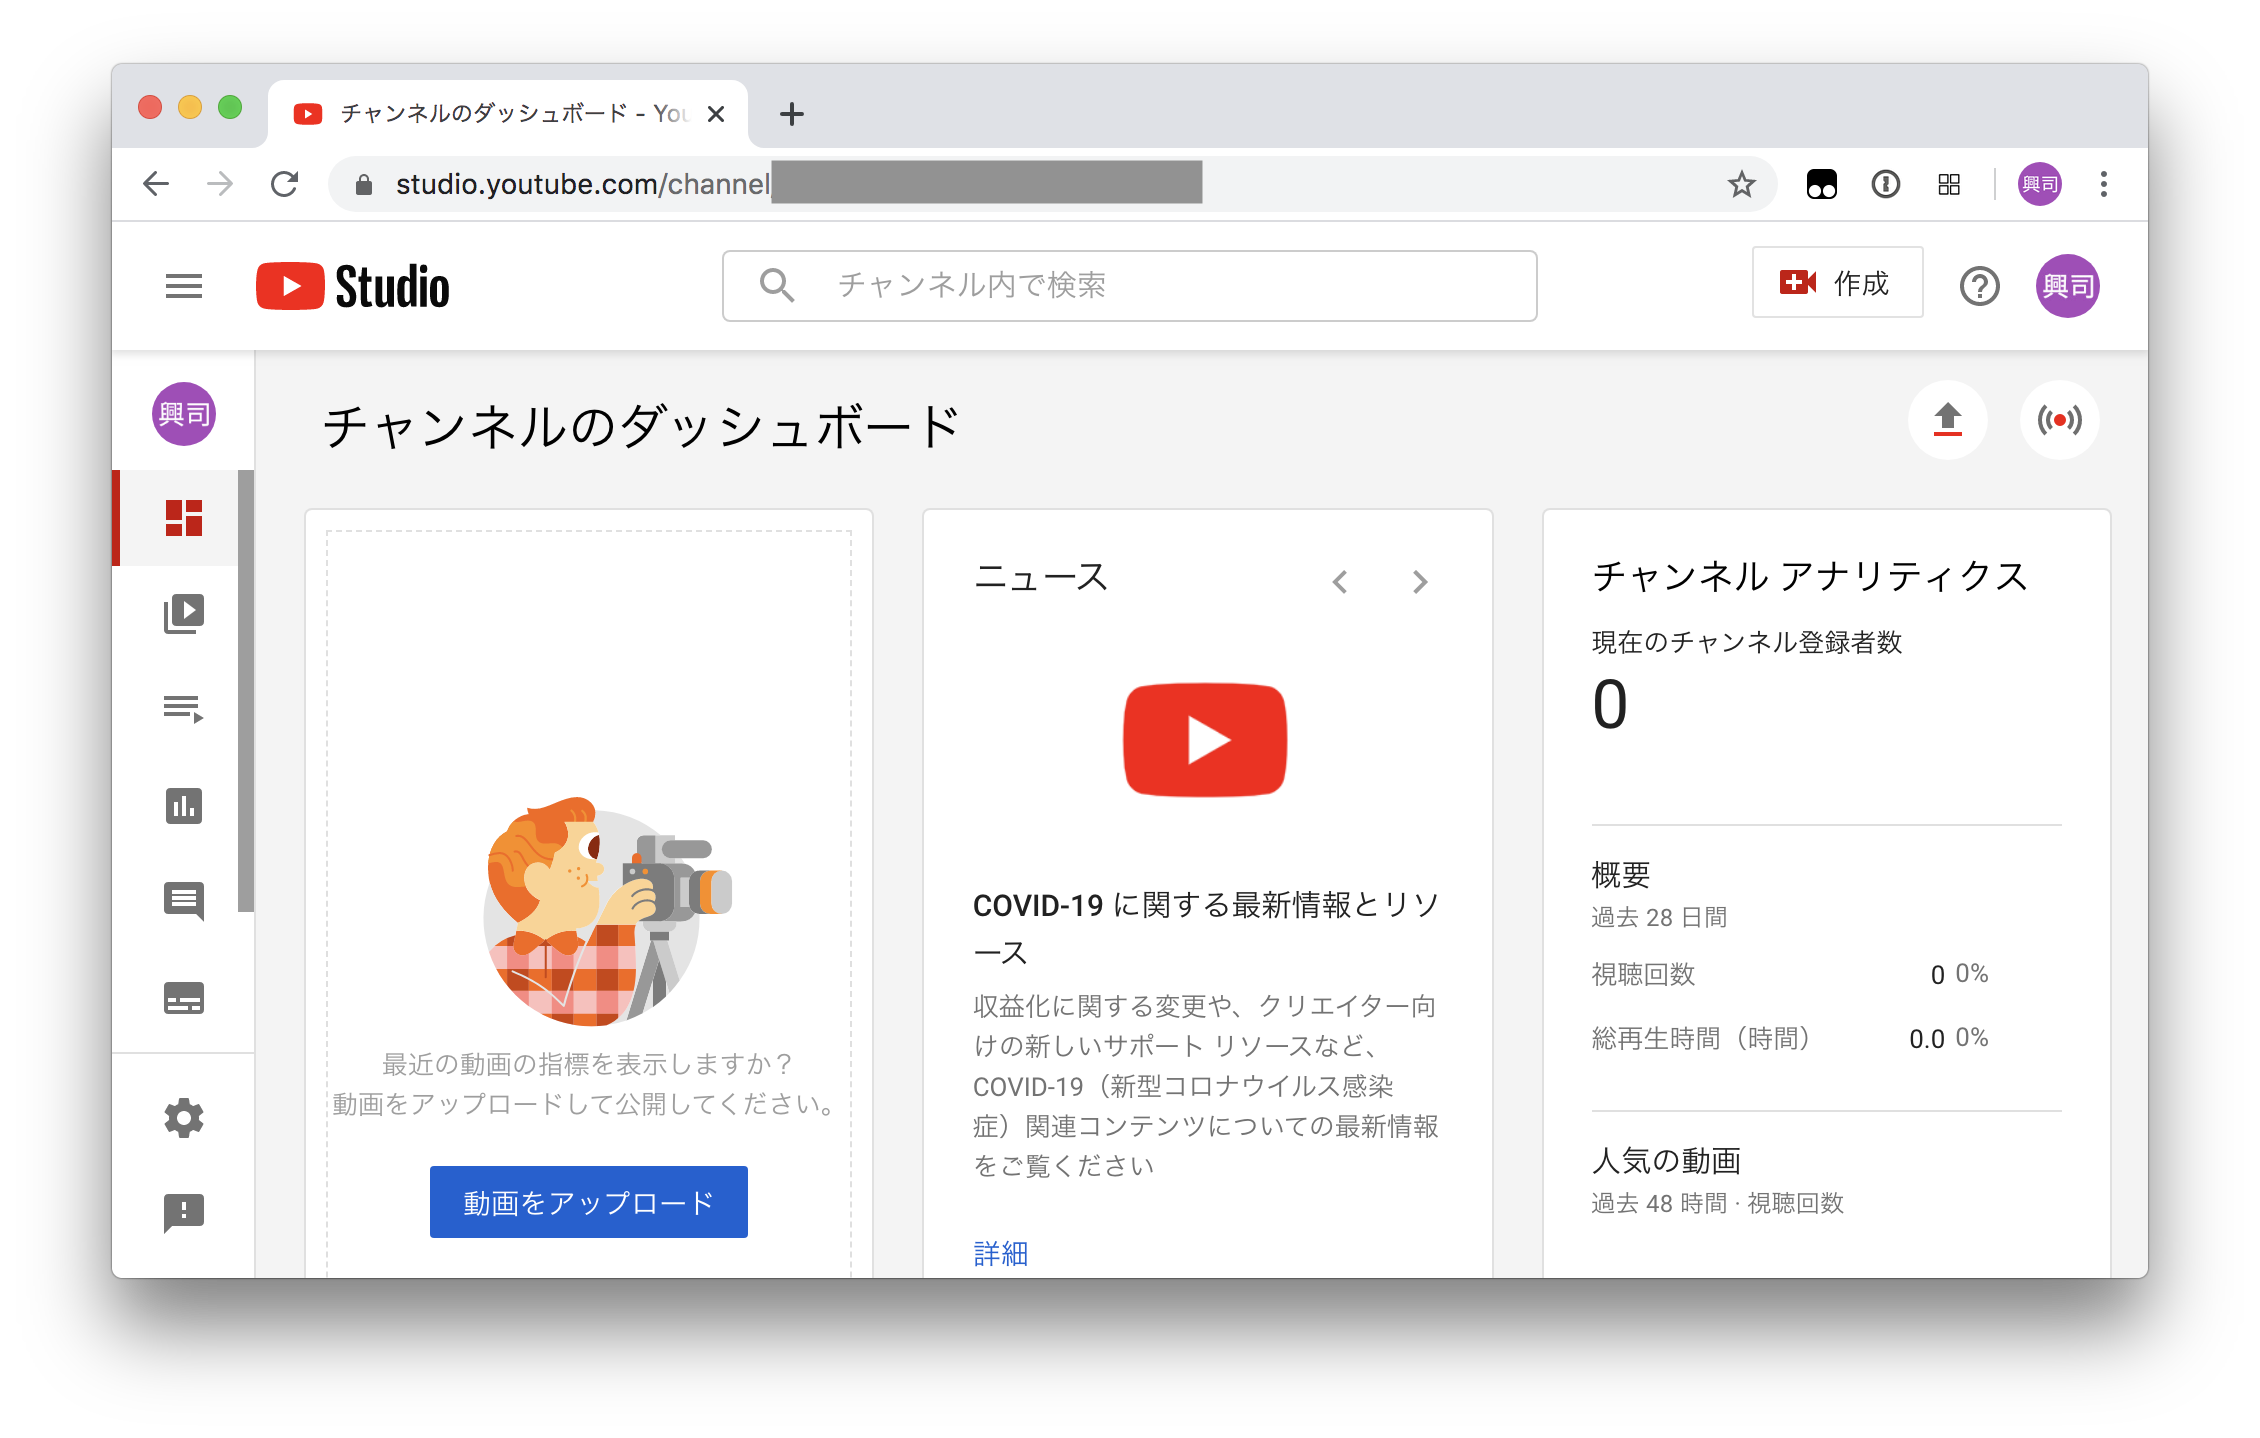 チャンネルのダッシュボード - You
studio.youtube.com/channel
興司
Studio
チャンネル内で検索
作成
興司
興司
チャンネルのダッシュボード
最近の動画の指標を表示しますか？
動画をアップロードして公開してください。
動画をアップロード
ニュース
COVID-19 に関する最新情報とリソ
ース
収益化に関する変更や、クリエイター向
けの新しいサポート リソースなど、
COVID-19（新型コロナウイルス感染
症）関連コンテンツについての最新情報
をご覧ください
詳細
チャンネル アナリティクス
現在のチャンネル登録者数
0
概要
過去 28 日間
視聴回数 0 0%
総再生時間（時間） 0.0 0%
人気の動画
過去 48 時間 · 視聴回数